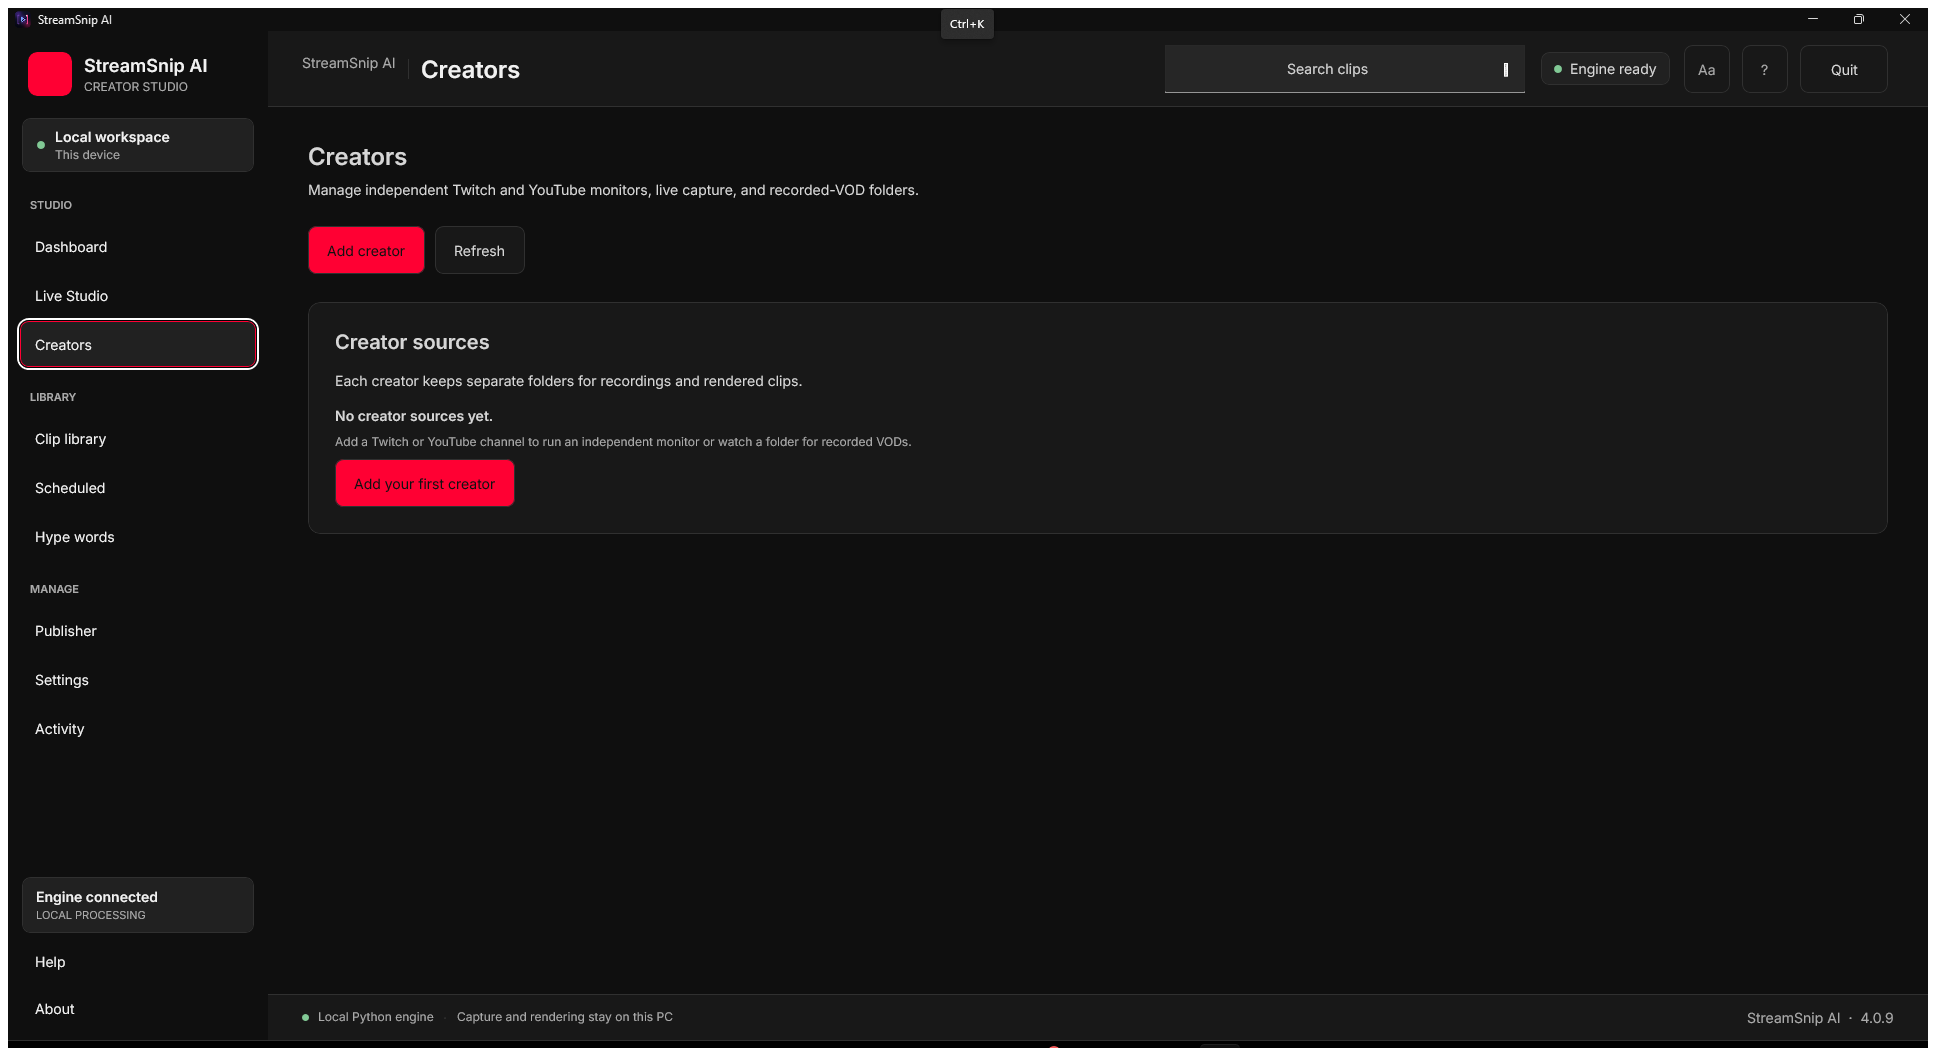 StreamSnip AI
Ctrl+K
StreamSnip AI
CREATOR STUDIO
StreamSnip AI
Creators
Search clips
Engine ready
Aa
?
Quit
Local workspace
This device
STUDIO
Dashboard
Live Studio
Creators
LIBRARY
Clip library
Scheduled
Hype words
MANAGE
Publisher
Settings
Activity
Engine connected
LOCAL PROCESSING
Help
About
Creators
Manage independent Twitch and YouTube monitors, live capture, and recorded-VOD folders.
Add creator
Refresh
Creator sources
Each creator keeps separate folders for recordings and rendered clips.
No creator sources yet.
Add a Twitch or YouTube channel to run an independent monitor or watch a folder for recorded VODs.
Add your first creator
Local Python engine · Capture and rendering stay on this PC
StreamSnip AI · 4.0.9